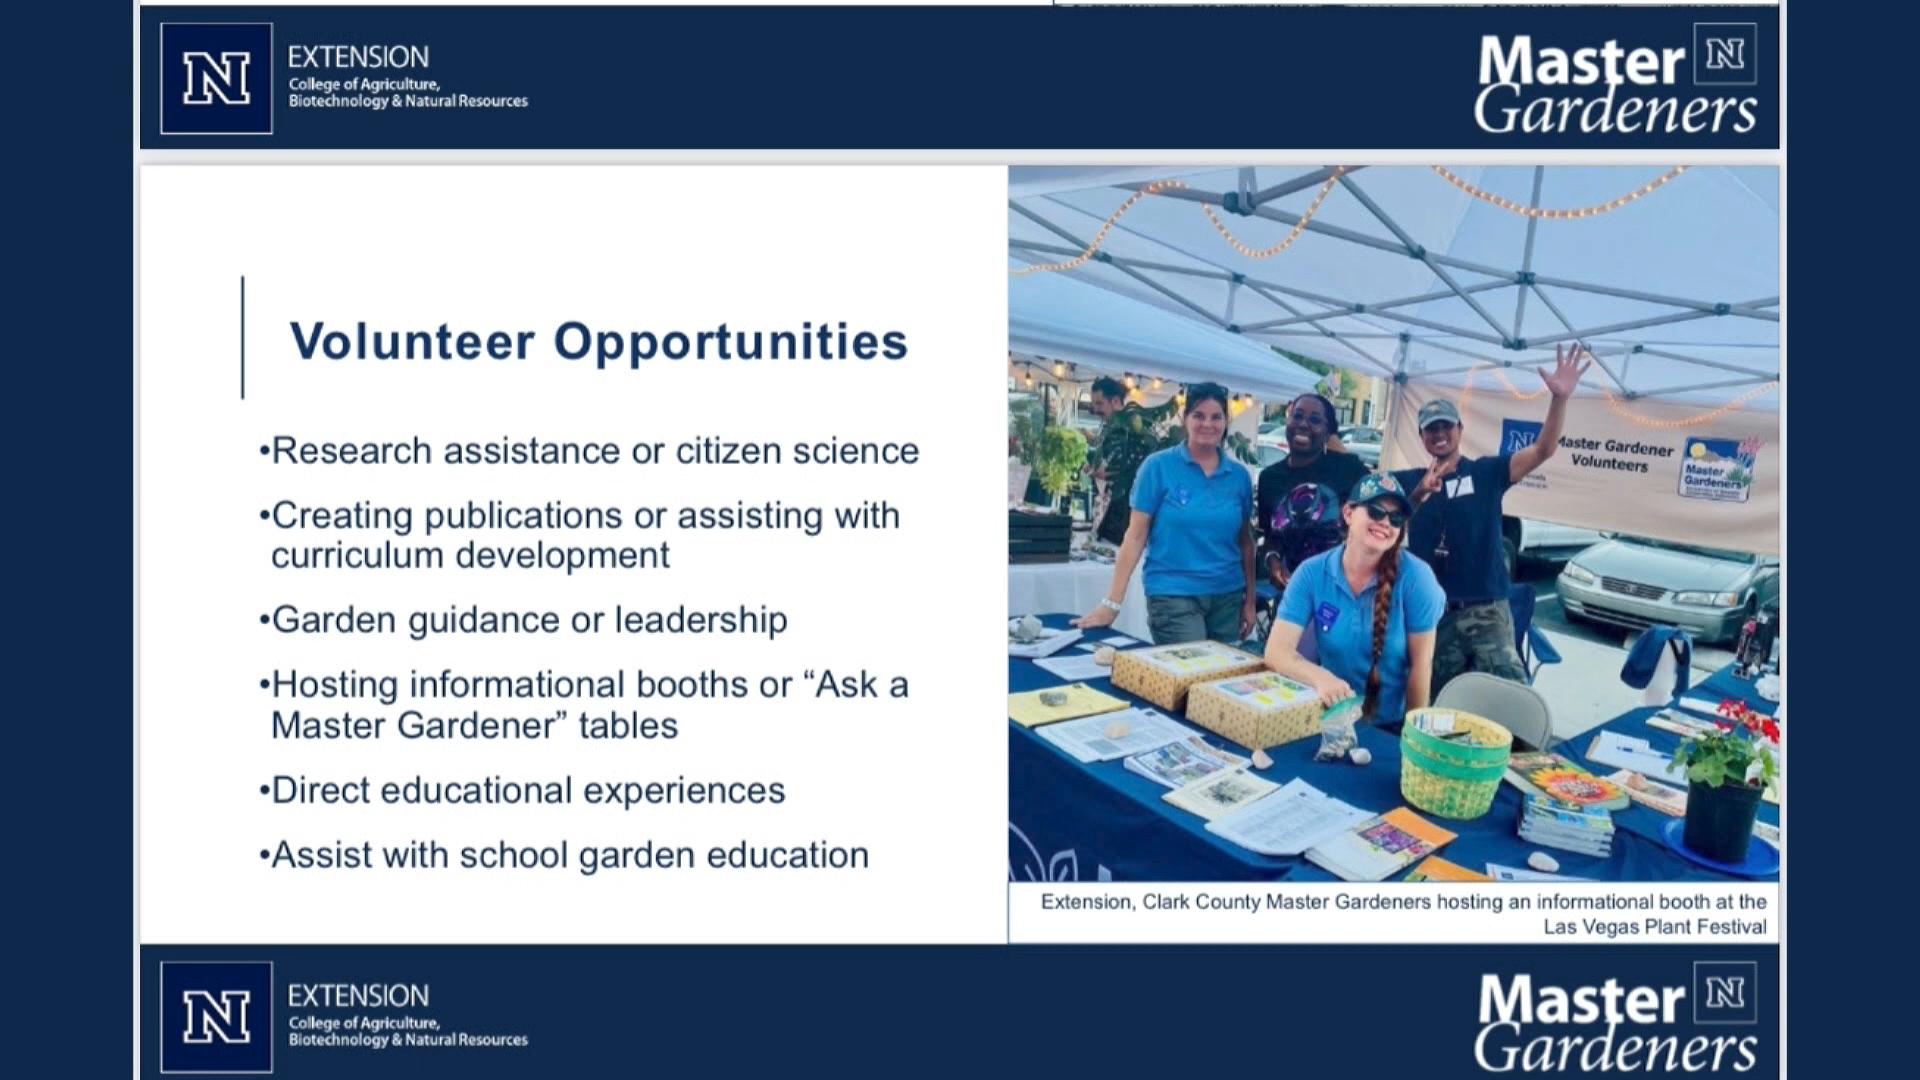 N
EXTENSION
College of Agriculture,
Biotechnology & Natural Resources
Master N
Gardeners
Volunteer Opportunities
•Research assistance or citizen science
•Creating publications or assisting with
curriculum development
•Garden guidance or leadership
•Hosting informational booths or “Ask a
Master Gardener” tables
•Direct educational experiences
•Assist with school garden education
N
Master Gardener
Volunteers
Master
Gardeners
Extension, Clark County Master Gardeners hosting an informational booth at the
Las Vegas Plant Festival
N
EXTENSION
College of Agriculture,
Biotechnology & Natural Resources
Master N
Gardeners